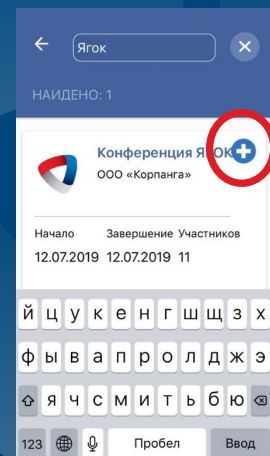 Ягок
НАИДЕНО: 1
Конференция ЯГОК
ООО «Корпанга»
Начало Завершение Участников
12.07.2019 12.07.2019 11
й ц у к е н г ш щ з х
ф ы в а п р о л д ж э
я ч с м и т ь б ю
123 Пробел Ввод